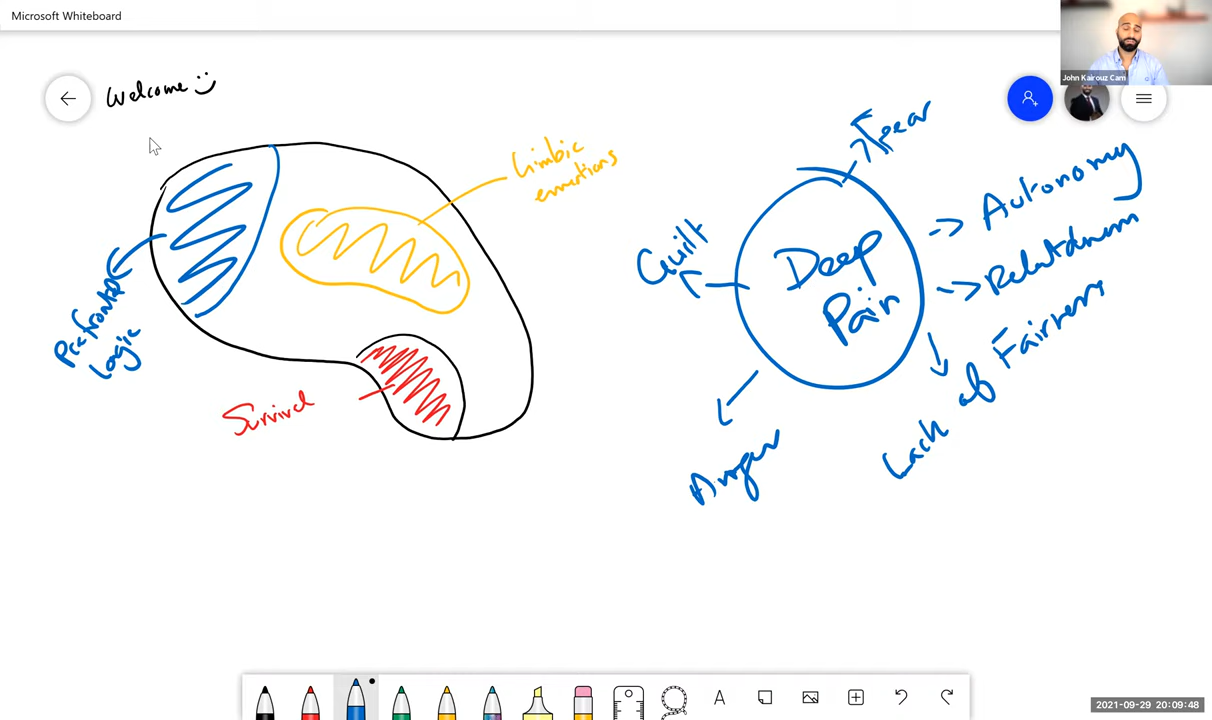 Microsoft Whiteboard
John Kairouz Cam
Welcome
Limbic
emotions
Prefrontal
Logic
Survival
Deep
Pain
Fear
Autonomy
Lack of Fairness
Anger
Guilt
A
2021-09-29 20:09:48